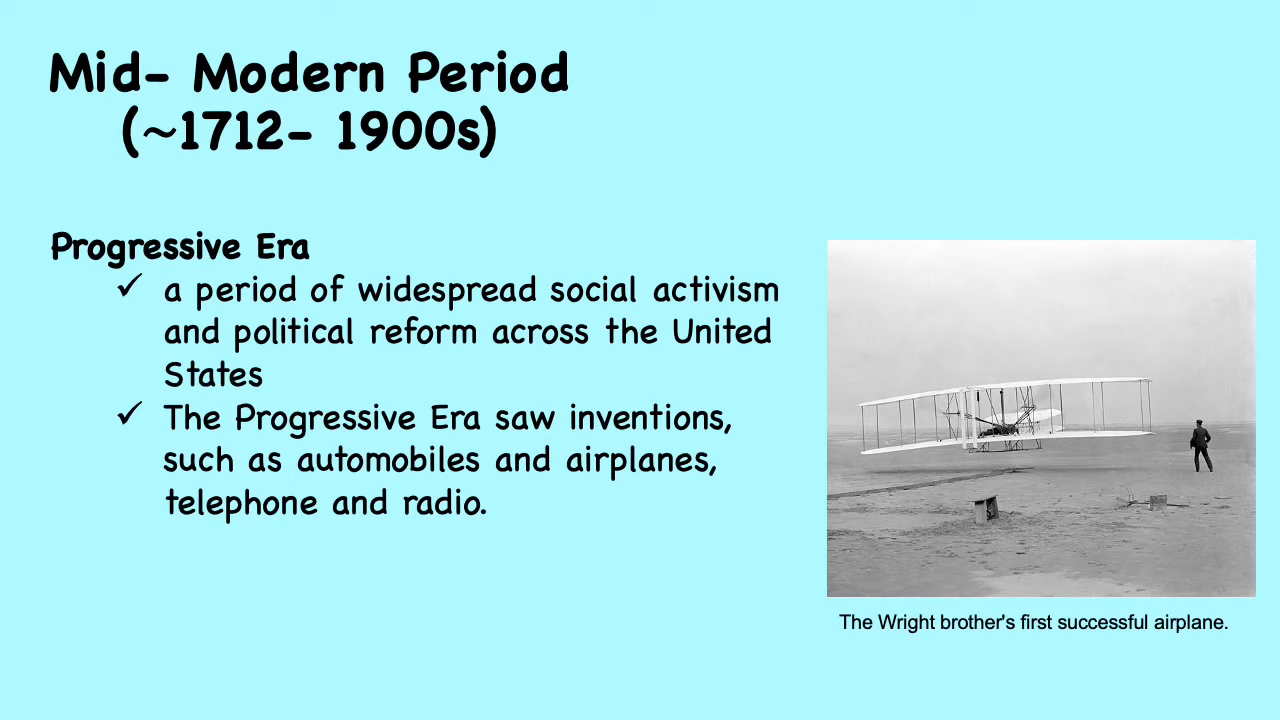 Mid- Modern Period
(~1712- 1900s)
Progressive Era
✓ a period of widespread social activism
and political reform across the United
States
✓ The Progressive Era saw inventions,
such as automobiles and airplanes,
telephone and radio.
The Wright brother's first successful airplane.